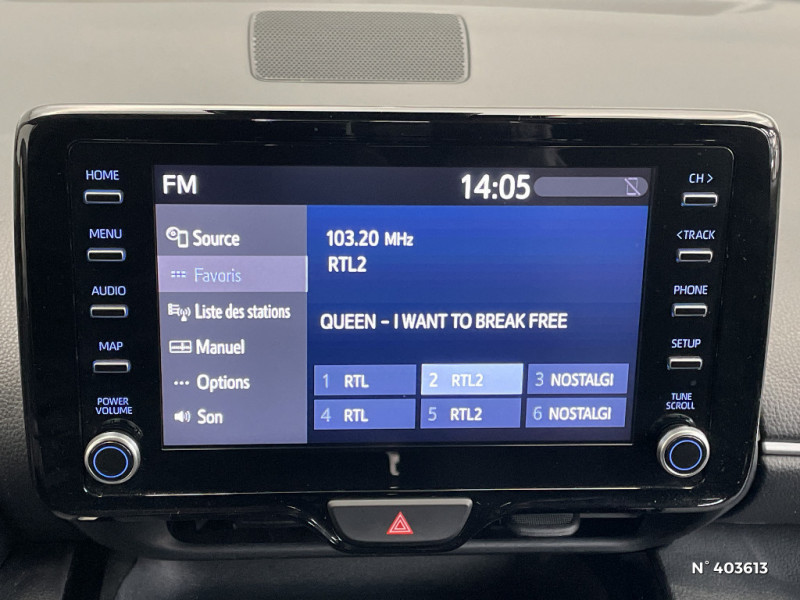 HOME
MENU
AUDIO
MAP
POWER
VOLUME
FM
14:05
Source
Favoris
Liste des stations
Manuel
Options
Son
103.20 MHz
RTL2
QUEEN - I WANT TO BREAK FREE
1 RTL
2 RTL2
3 NOSTALGI
4 RTL
5 RTL2
6 NOSTALGI
CH >
< TRACK
PHONE
SETUP
TUNE
SCROLL
N° 403613